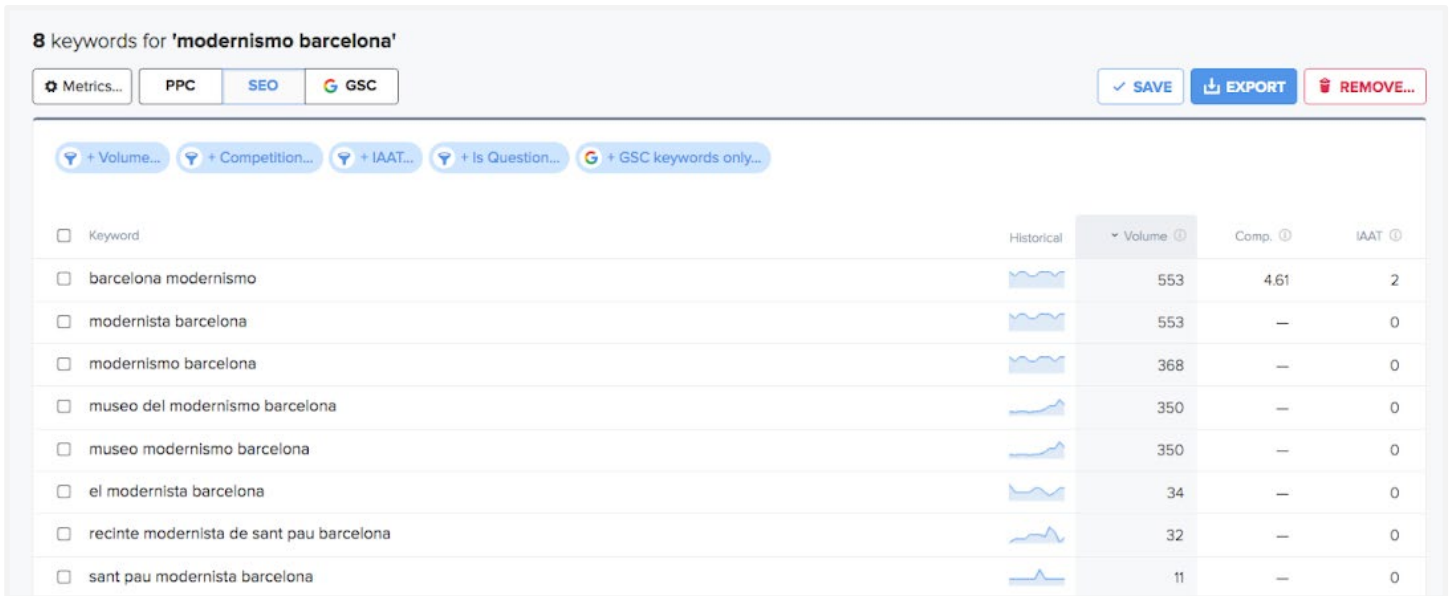 8 keywords for 'modernismo barcelona'
Metrics... PPC SEO G GSC SAVE EXPORT REMOVE...
+ Volume... + Competition... + IAAT... + Is Question... G + GSC keywords only...
Keyword Historical Volume Comp. IAAT
barcelona modernismo 553 4.61 2
modernista barcelona 553 — 0
modernismo barcelona 368 — 0
museo del modernismo barcelona 350 — 0
museo modernismo barcelona 350 — 0
el modernista barcelona 34 — 0
recinte modernista de sant pau barcelona 32 — 0
sant pau modernista barcelona 11 — 0